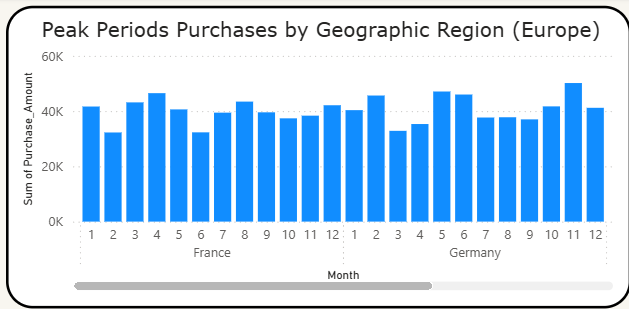 Peak Periods Purchases by Geographic Region (Europe)
Sum of Purchase_Amount
60K
40K
20K
0K
1 2 3 4 5 6 7 8 9 10 11 12 1 2 3 4 5 6 7 8 9 10 11 12
France Germany
Month